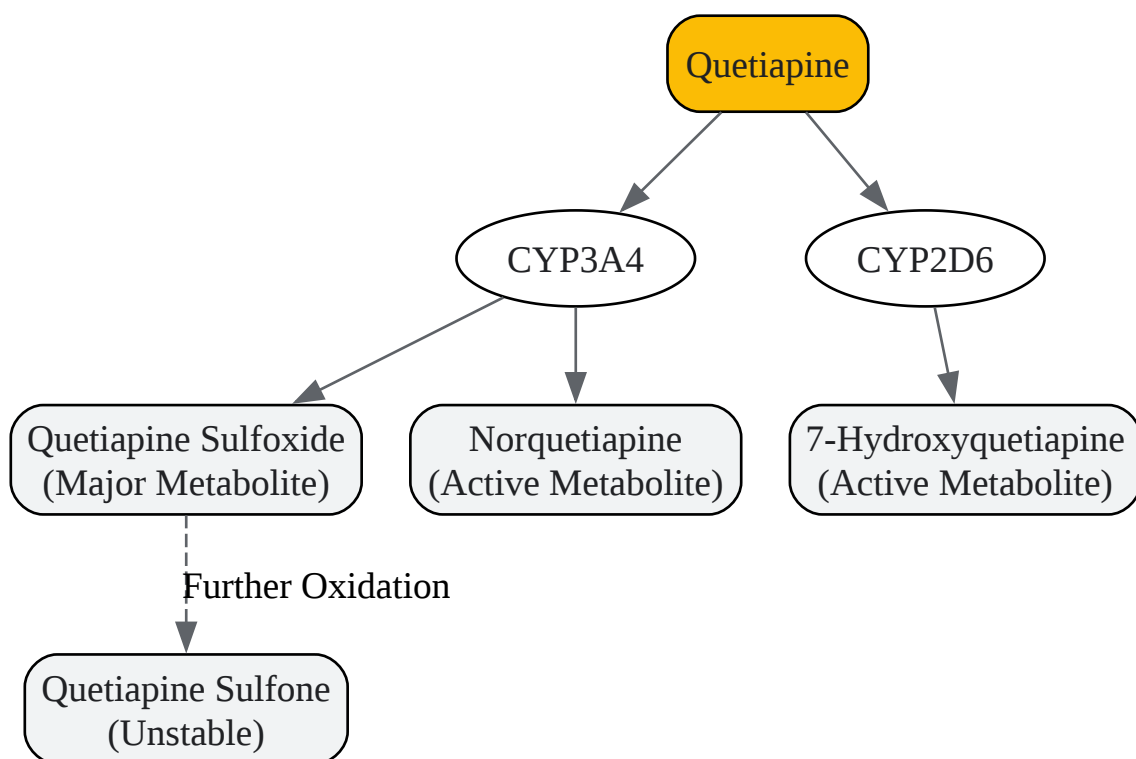 Quetiapine
CYP3A4
CYP2D6
Quetiapine Sulfoxide
(Major Metabolite)
Norquetiapine
(Active Metabolite)
7-Hydroxyquetiapine
(Active Metabolite)
Further Oxidation
Quetiapine Sulfone
(Unstable)